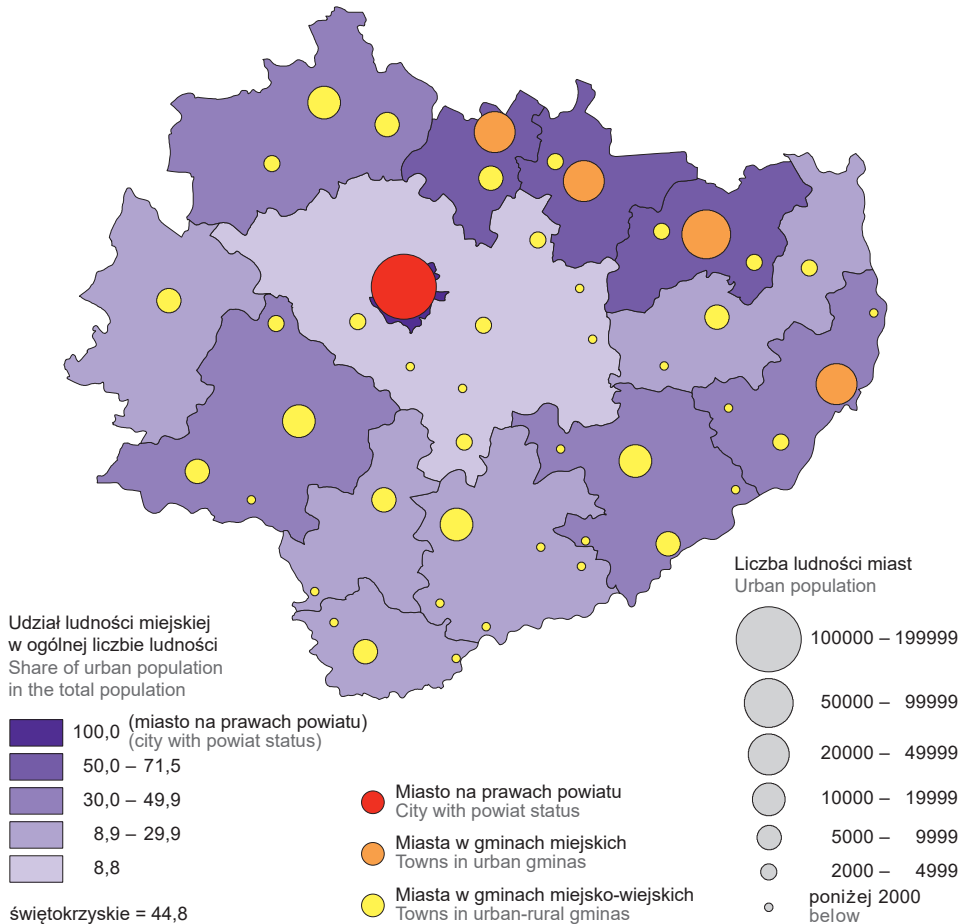 Udział ludności miejskiej
w ogólnej liczbie ludności
Share of urban population
in the total population
100,0 (miasto na prawach powiatu)
(city with powiat status)
50,0 – 71,5
30,0 – 49,9
8,9 – 29,9
8,8
świętokrzyskie = 44,8
Miasto na prawach powiatu
City with powiat status
Miasta w gminach miejskich
Towns in urban gminas
Miasta w gminach miejsko-wiejskich
Towns in urban-rural gminas
Liczba ludności miast
Urban population
100000 – 199999
50000 – 99999
20000 – 49999
10000 – 19999
5000 – 9999
2000 – 4999
poniżej 2000
below